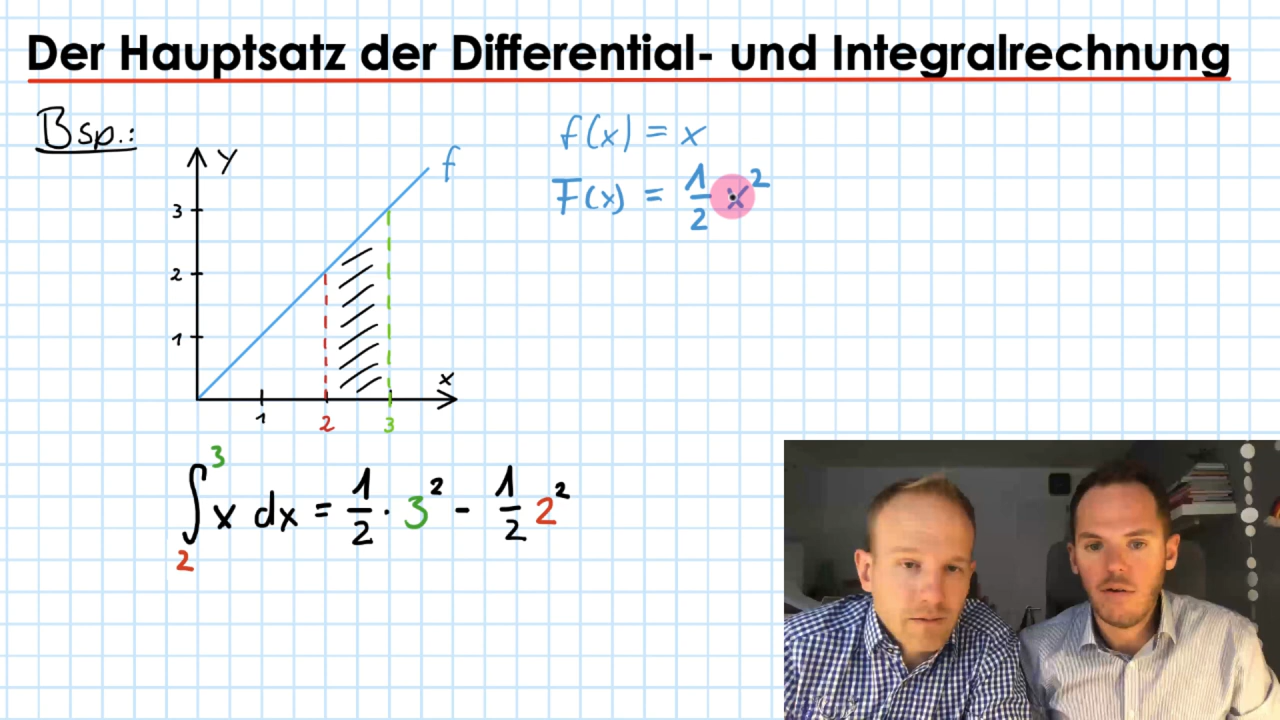 Der Hauptsatz der Differential- und Integralrechnung
Bsp.:
f(x) = x
F(x) = 1/2 x²
y
f
3
2
1
x
1 2 3
∫₂³ x dx = 1/2 · 3² - 1/2 2²